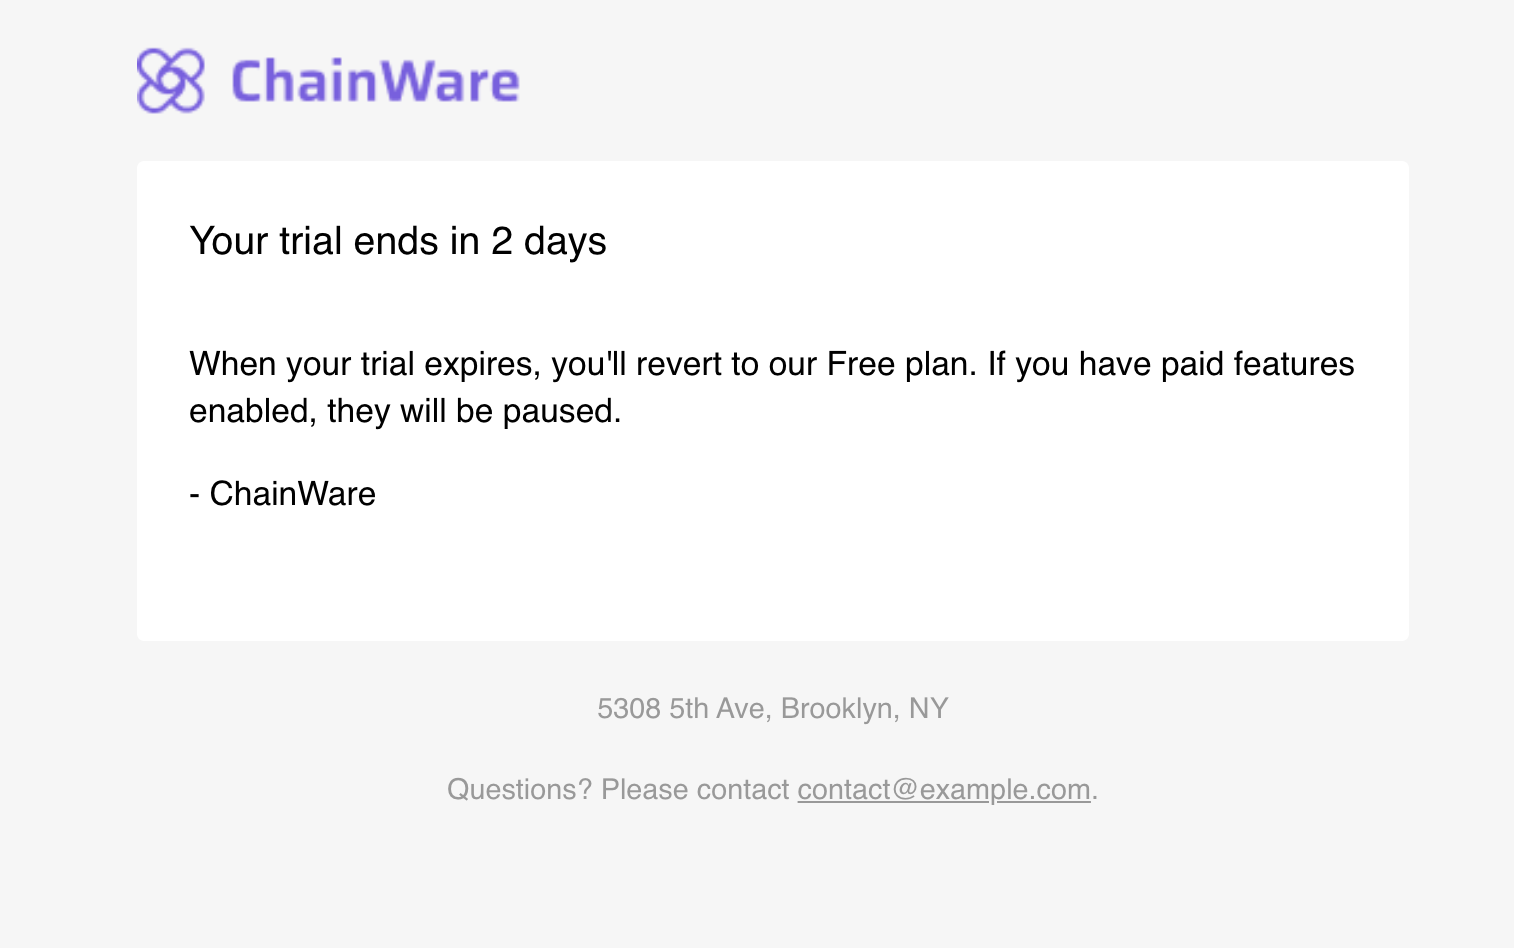 ChainWare
Your trial ends in 2 days
When your trial expires, you'll revert to our Free plan. If you have paid features
enabled, they will be paused.
- ChainWare
5308 5th Ave, Brooklyn, NY
Questions? Please contact contact@example.com.